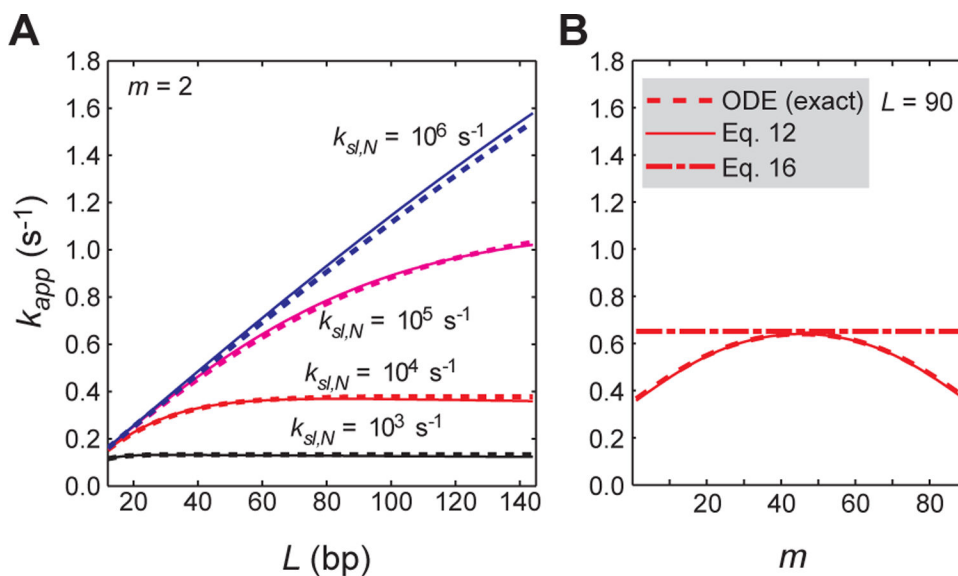 A
B
m = 2
k_sl,N = 10^6 s^-1
k_sl,N = 10^5 s^-1
k_sl,N = 10^4 s^-1
k_sl,N = 10^3 s^-1
k_app (s^-1)
1.8
1.6
1.4
1.2
1.0
0.8
0.6
0.4
0.2
0.0
20 40 60 80 100 120 140
L (bp)
ODE (exact)
Eq. 12
Eq. 16
L = 90
1.8
1.6
1.4
1.2
1.0
0.8
0.6
0.4
0.2
0.0
20 40 60 80
m